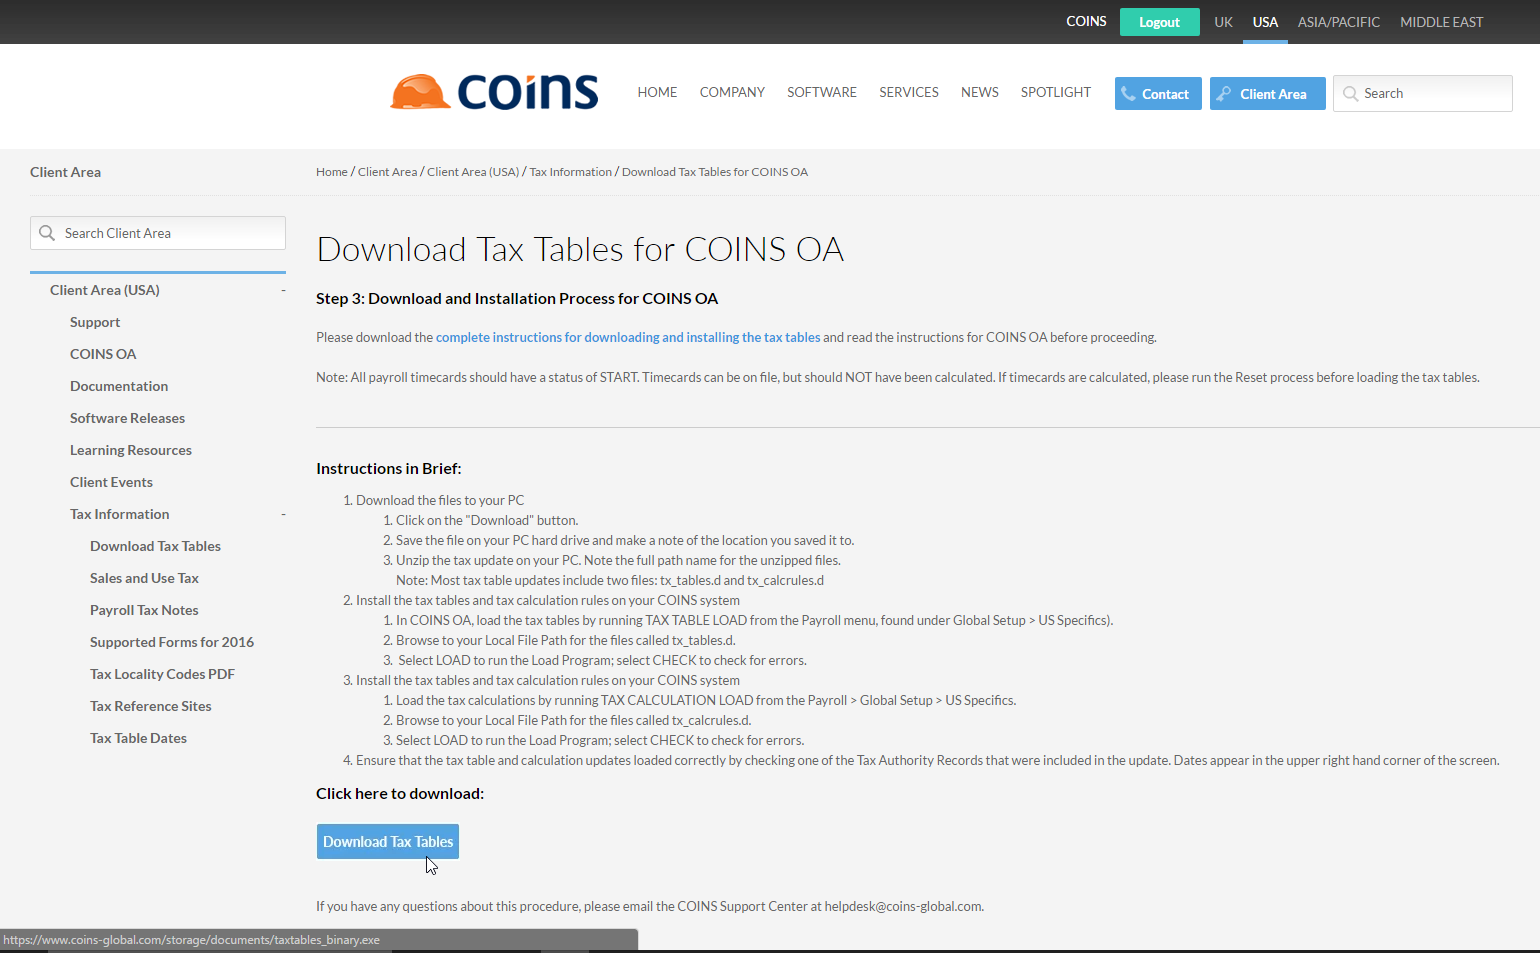 COINS Logout UK USA ASIA/PACIFIC MIDDLE EAST
coins HOME COMPANY SOFTWARE SERVICES NEWS SPOTLIGHT Contact Client Area Search
Client Area
Home / Client Area / Client Area (USA) / Tax Information / Download Tax Tables for COINS OA
Search Client Area
Client Area (USA) -
Support
COINS OA
Documentation
Software Releases
Learning Resources
Client Events
Tax Information -
Download Tax Tables
Sales and Use Tax
Payroll Tax Notes
Supported Forms for 2016
Tax Locality Codes PDF
Tax Reference Sites
Tax Table Dates
Download Tax Tables for COINS OA
Step 3: Download and Installation Process for COINS OA
Please download the complete instructions for downloading and installing the tax tables and read the instructions for COINS OA before proceeding.
Note: All payroll timecards should have a status of START. Timecards can be on file, but should NOT have been calculated. If timecards are calculated, please run the Reset process before loading the tax tables.
Instructions in Brief:
1. Download the files to your PC
1. Click on the "Download" button.
2. Save the file on your PC hard drive and make a note of the location you saved it to.
3. Unzip the tax update on your PC. Note the full path name for the unzipped files.
Note: Most tax table updates include two files: tx_tables.d and tx_calcrules.d
2. Install the tax tables and tax calculation rules on your COINS system
1. In COINS OA, load the tax tables by running TAX TABLE LOAD from the Payroll menu, found under Global Setup > US Specifics).
2. Browse to your Local File Path for the files called tx_tables.d.
3. Select LOAD to run the Load Program; select CHECK to check for errors.
3. Install the tax tables and tax calculation rules on your COINS system
1. Load the tax calculations by running TAX CALCULATION LOAD from the Payroll > Global Setup > US Specifics.
2. Browse to your Local File Path for the files called tx_calcrules.d.
3. Select LOAD to run the Load Program; select CHECK to check for errors.
4. Ensure that the tax table and calculation updates loaded correctly by checking one of the Tax Authority Records that were included in the update. Dates appear in the upper right hand corner of the screen.
Click here to download:
Download Tax Tables
If you have any questions about this procedure, please email the COINS Support Center at helpdesk@coins-global.com.
https://www.coins-global.com/storage/documents/taxtables_binary.exe